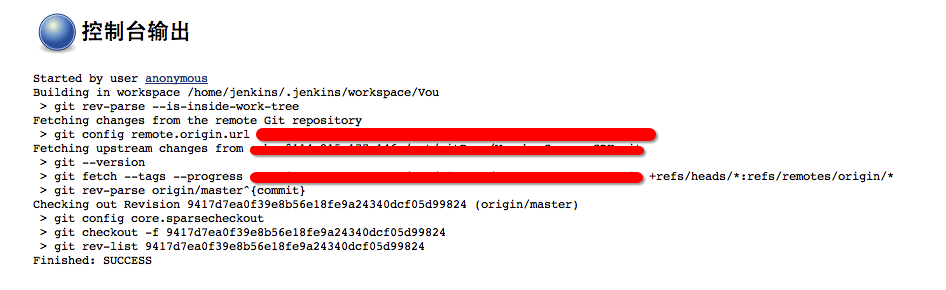 控制台输出
Started by user anonymous
Building in workspace /home/jenkins/.jenkins/workspace/Vou
> git rev-parse --is-inside-work-tree
Fetching changes from the remote Git repository
> git config remote.origin.url
Fetching upstream changes from
> git --version
> git fetch --tags --progress +refs/heads/*:refs/remotes/origin/*
> git rev-parse origin/master^{commit}
Checking out Revision 9417d7ea0f39e8b56e18fe9a24340dcf05d99824 (origin/master)
> git config core.sparsecheckout
> git checkout -f 9417d7ea0f39e8b56e18fe9a24340dcf05d99824
> git rev-list 9417d7ea0f39e8b56e18fe9a24340dcf05d99824
Finished: SUCCESS